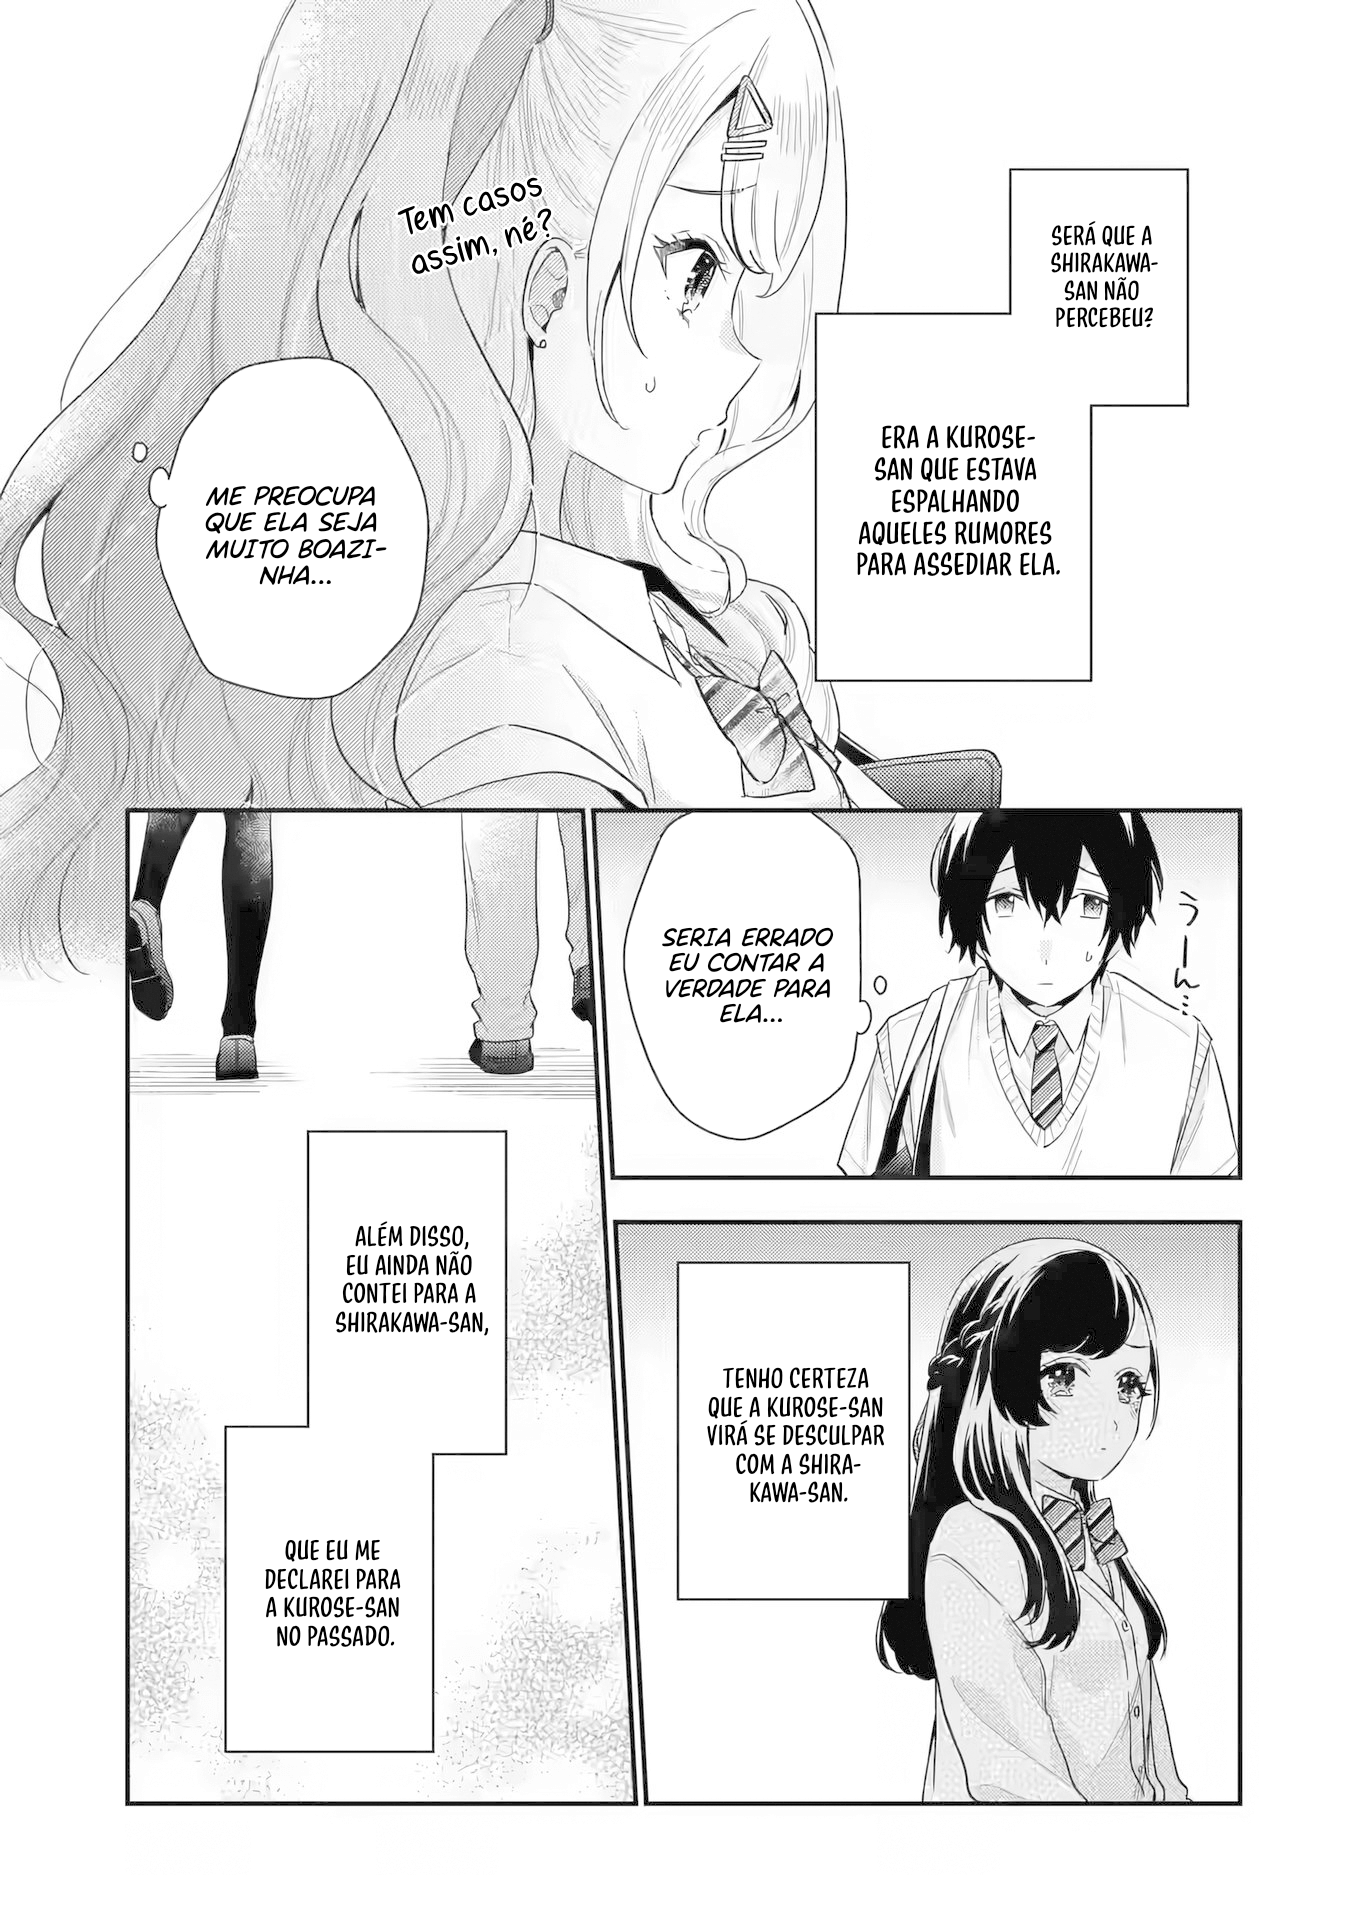 SERÁ QUE A
SHIRAKAWA-
SAN NÃO
PERCEBEU?
ERA A KUROSE-
SAN QUE ESTAVA
ESPALHANDO
AQUELES RUMORES
PARA ASSEDIAR ELA.
Tem casos
assim, né?
ME PREOCUPA
QUE ELA SEJA
MUITO BOAZI-
NHA...
SERIA ERRADO
EU CONTAR A
VERDADE PARA
ELA...
うーん…
TENHO CERTEZA
QUE A KUROSE-SAN
VIRÁ SE DESCULPAR
COM A SHIRA-
KAWA-SAN.
ALÉM DISSO,
EU AINDA NÃO
CONTEI PARA A
SHIRAKAWA-SAN,
QUE EU ME
DECLAREI PARA
A KUROSE-SAN
NO PASSADO.